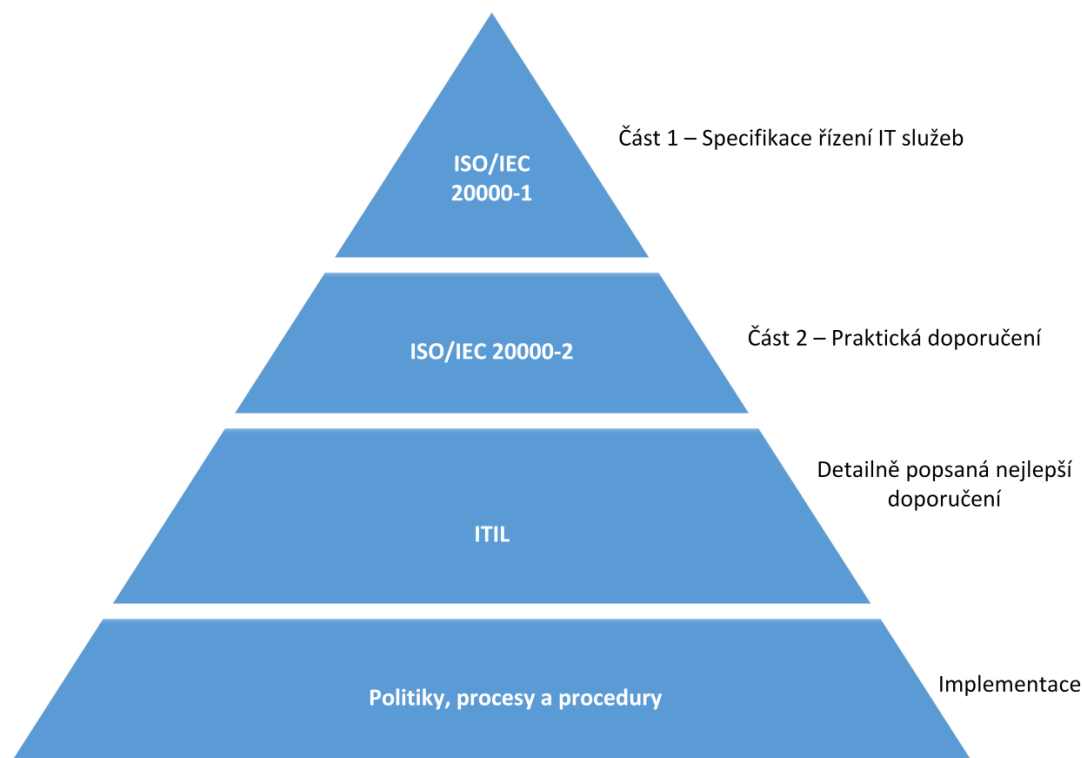 Část 1 – Specifikace řízení IT služeb
ISO/IEC
20000-1
Část 2 – Praktická doporučení
ISO/IEC 20000-2
Detailně popsaná nejlepší
doporučení
ITIL
Implementace
Politiky, procesy a procedury